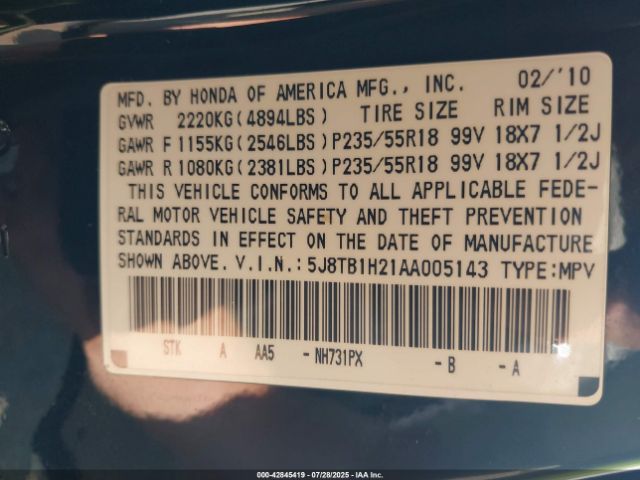 MFD. BY HONDA OF AMERICA MFG., INC. 02/'10
GVWR 2220KG(4894LBS) TIRE SIZE RIM SIZE
GAWR F 1155KG(2546LBS) P235/55R18 99V 18X7 1/2J
GAWR R 1080KG(2381LBS) P235/55R18 99V 18X7 1/2J
THIS VEHICLE CONFORMS TO ALL APPLICABLE FEDE-
RAL MOTOR VEHICLE SAFETY AND THEFT PREVENTION
STANDARDS IN EFFECT ON THE DATE OF MANUFACTURE
SHOWN ABOVE. V.I.N.: 5J8TB1H21AA005143 TYPE:MPV
STK A AA5 - NH731PX - B - A
000-42845419 | 07/28/2025 | IAA Inc.